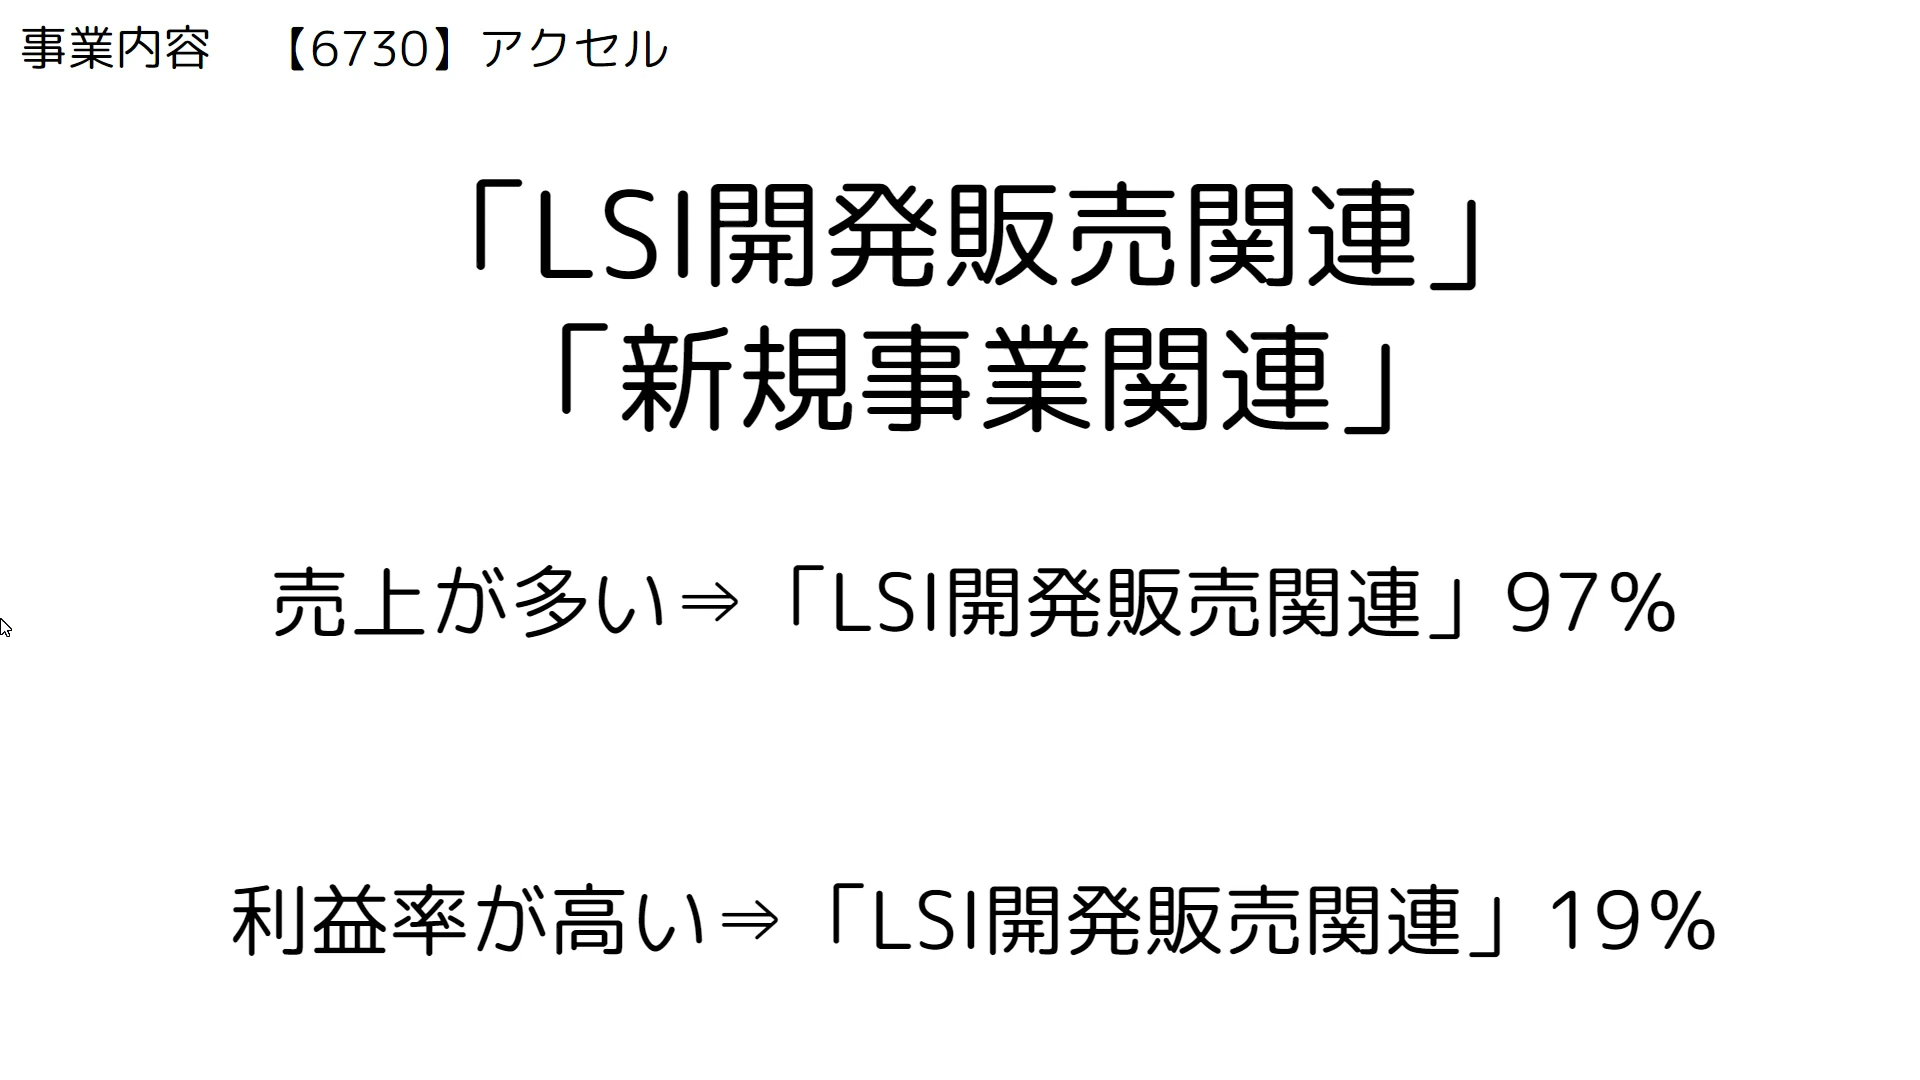 事業内容　【6730】アクセル
「LSI開発販売関連」
「新規事業関連」
売上が多い⇒「LSI開発販売関連」97%
利益率が高い⇒「LSI開発販売関連」19%